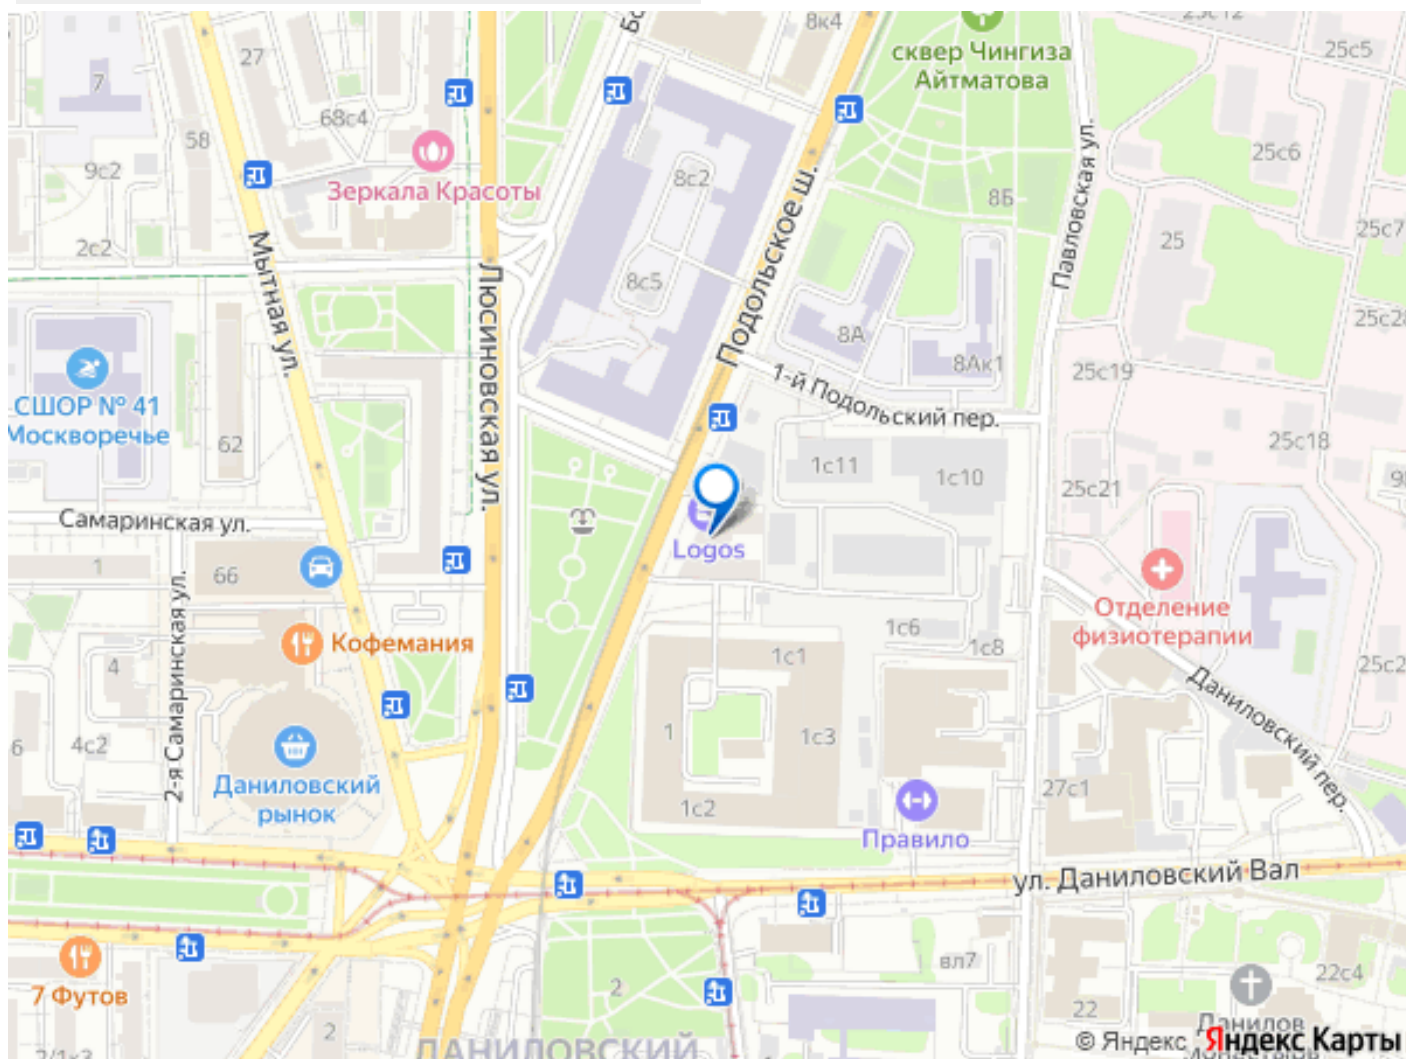 8к4
25с12
сквер Чингиза
Айтматова
25с5
27
7
68с4
58
9с2
8с2
25с6
Зеркала Красоты
Подольское ш.
Павловская ул.
8Б
2с2
Мытная ул.
Люсиновская ул.
8с5
25
25с7
8А
25с28
8Ак1
25с19
1-й Подольский пер.
СШОР № 41
Москворечье
62
25с18
1с11
1с10
25с21
Самаринская ул.
Logos
1
66
2-я Самаринская ул.
Отделение
физиотерапии
Кофемания
1с6
1с8
1с1
4
Даниловский пер.
4с2
1
1с3
Даниловский
рынок
27с1
1с2
Правило
ул. Даниловский Вал
вл7
7 Футов
2
22с4
22
2
Данилов
ДАНИЛОВСКИЙ
© Яндекс Яндекс Карты